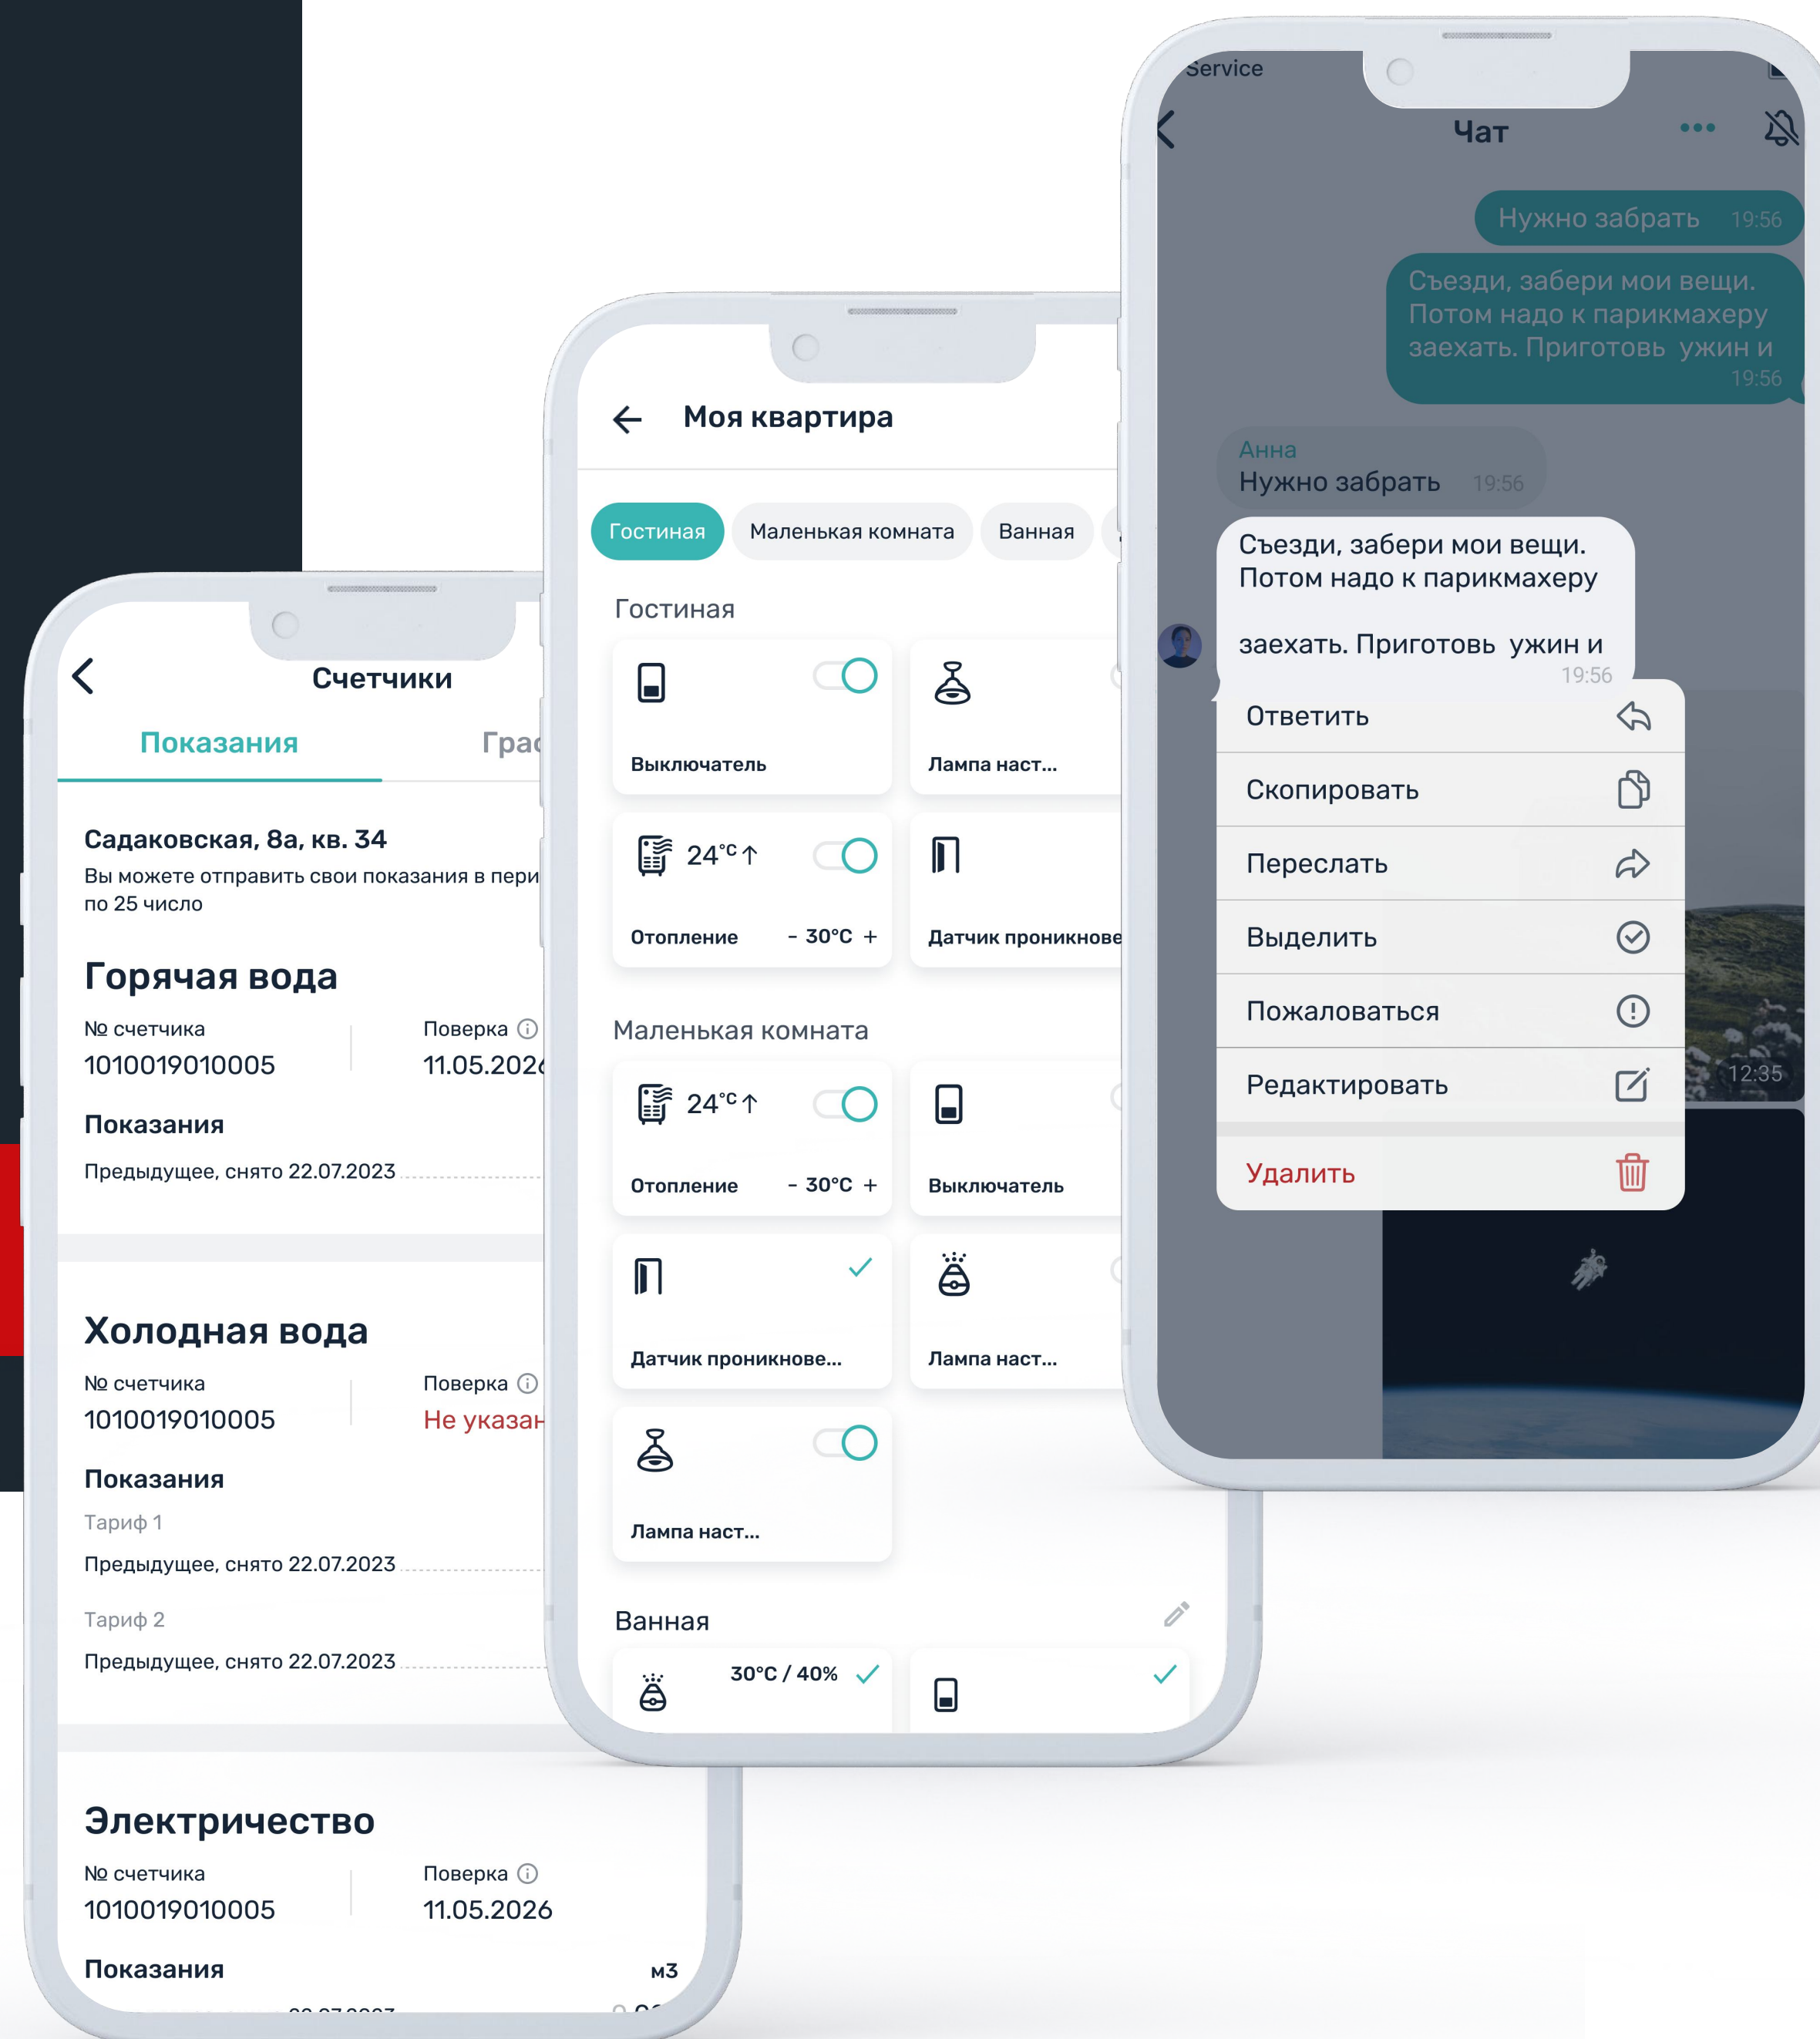 Счетчики
Показания
Садаковская, 8а, кв. 34
Вы можете отправить свои показания в
по 25 число
Горячая вода
№ счетчика
Поверка
1010019010005
11.05.2026
Показания
Предыдущее, снято 22.07.2023
Холодная вода
№ счетчика
Поверка
1010019010005
Не
Показания
Тариф 1
Предыдущее, снято 22.07.2023
Тариф 2
Предыдущее, снято 22.07.2023
Электричество
№ счетчика
Поверка
1010019010005
11.05.2026
Показания
м3
Моя квартира
Гостиная
Маленькая комната
Ванная
Гостиная
Выключатель
Лампа наст...
24°C↑
Отопление
- 30°C +
Датчик проникнове
Маленькая комната
24°C↑
Отопление
- 30°C +
Выключатель
Датчик проникнове...
Лампа наст...
Лампа наст...
Ванная
30°C / 40%
Service
Чат
Нужно забрать 19:56
Съезди, забери мои вещи.
Потом надо к парикмахеру
заехать. Приготовь ужин и
19:56
Анна
Нужно забрать 19:56
Съезди, забери мои вещи.
Потом надо к парикмахеру
заехать. Приготовь ужин и
19:56
Ответить
Скопировать
Переслать
Выделить
Пожаловаться
Редактировать
12:35
Удалить